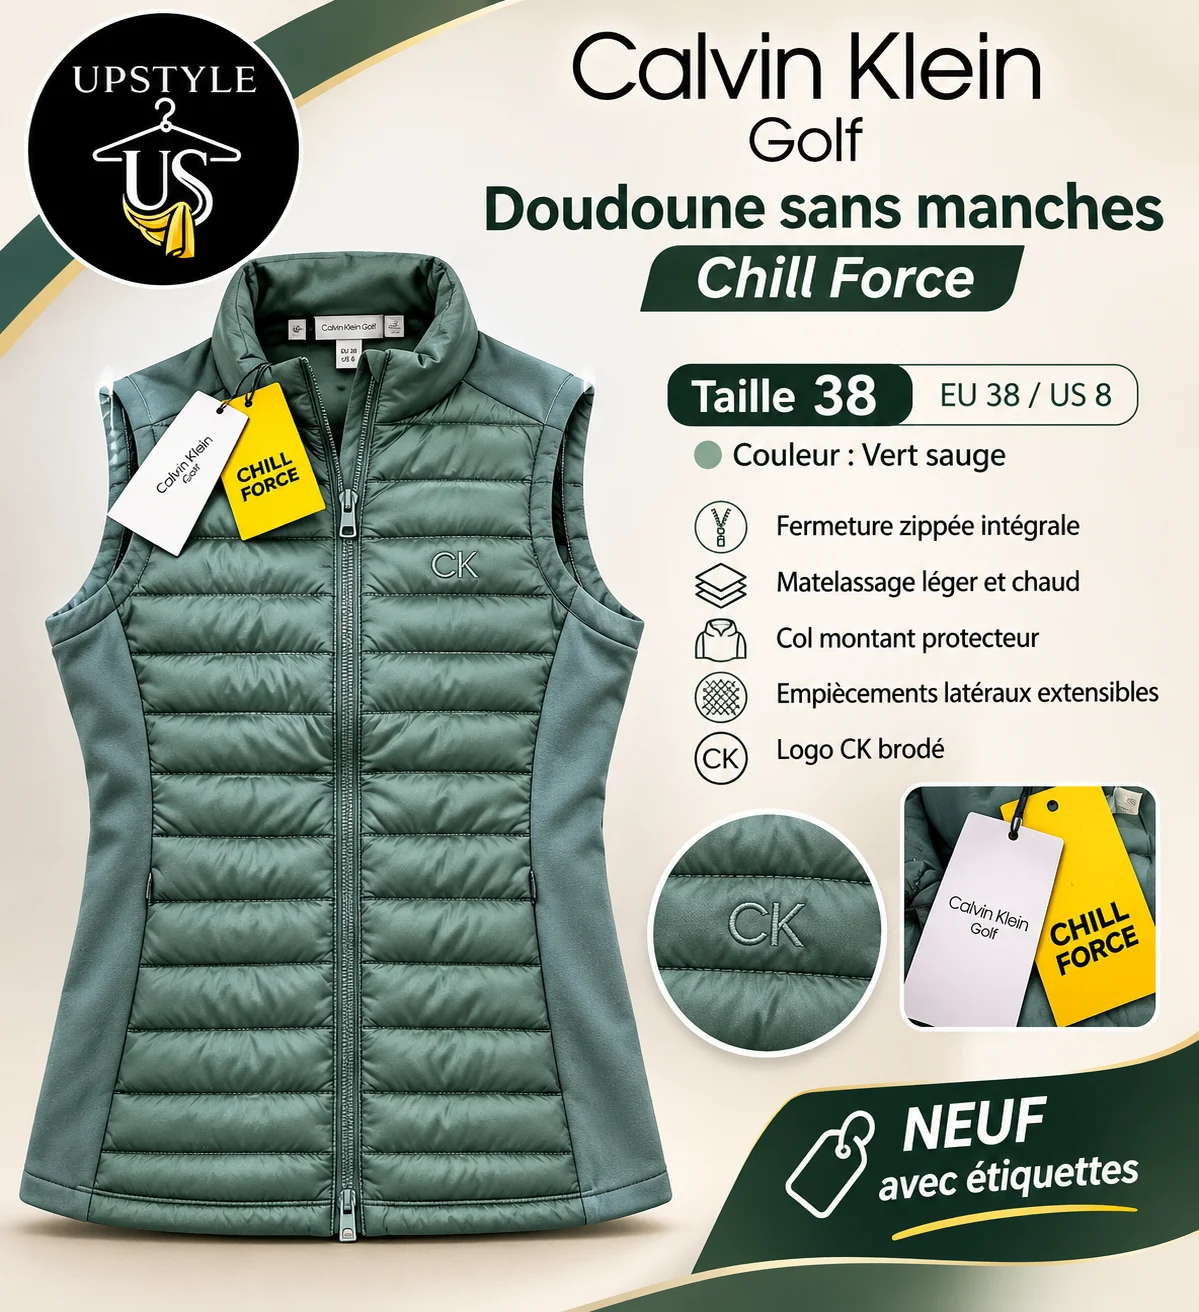 UPSTYLE
US
Calvin Klein
Golf
Doudoune sans manches
Chill Force
Calvin Klein Golf
EU 38
Taille 38
EU 38 / US 8
Couleur : Vert sauge
Calvin Klein
Golf
CHILL
FORCE
CK
Fermeture zippée intégrale
Matelassage léger et chaud
Col montant protecteur
Empiècements latéraux extensibles
CK
Logo CK brodé
CK
Calvin Klein
Golf
CHILL
FORCE
NEUF
avec étiquettes